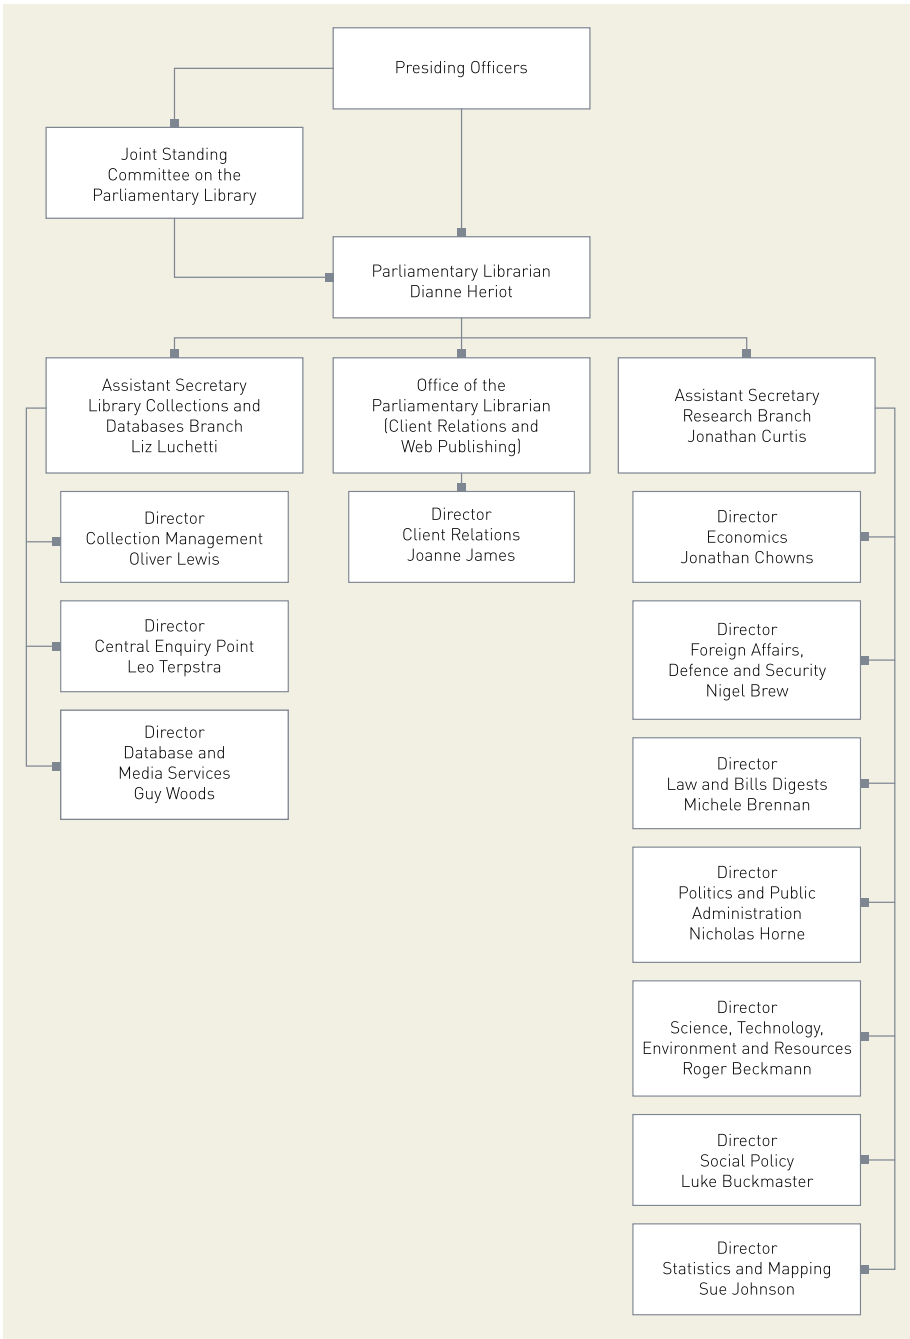 Presiding Officers
Joint Standing
Committee on the
Parliamentary Library
Parliamentary Librarian
Dianne Heriot
Assistant Secretary
Library Collections and
Databases Branch
Liz Luchetti
Office of the
Parliamentary Librarian
(Client Relations and
Web Publishing)
Assistant Secretary
Research Branch
Jonathan Curtis
Director
Collection Management
Oliver Lewis
Director
Central Enquiry Point
Leo Terpstra
Director
Database and
Media Services
Guy Woods
Director
Client Relations
Joanne James
Director
Economics
Jonathan Chowns
Director
Foreign Affairs,
Defence and Security
Nigel Brew
Director
Law and Bills Digests
Michele Brennan
Director
Politics and Public
Administration
Nicholas Horne
Director
Science, Technology,
Environment and Resources
Roger Beckmann
Director
Social Policy
Luke Buckmaster
Director
Statistics and Mapping
Sue Johnson